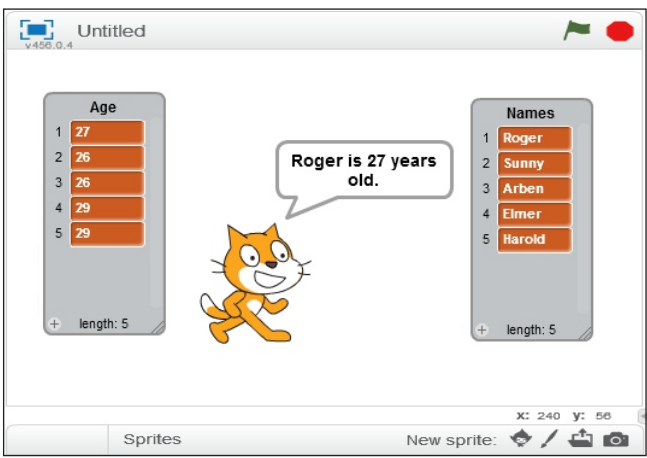 Untitled
v456.0.4
Age
1 27
2 26
3 26
4 29
5 29
+ length: 5
Roger is 27 years
old.
Names
1 Roger
2 Sunny
3 Arben
4 Elmer
5 Harold
+ length: 5
x: 240 y: 56
Sprites
New sprite: